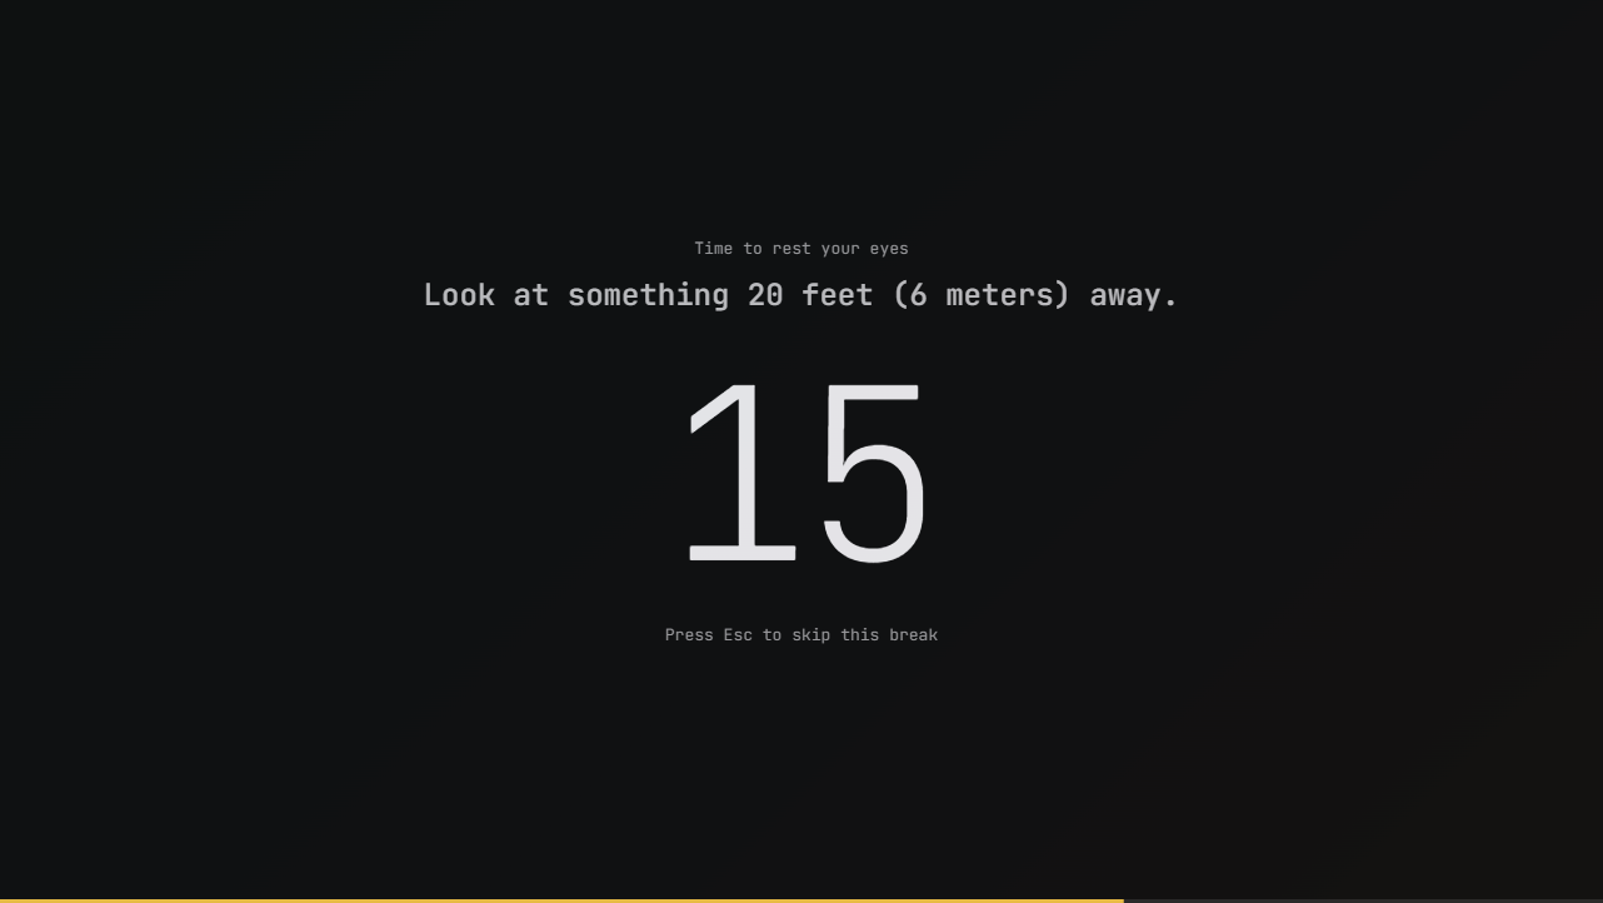 Time to rest your eyes
Look at something 20 feet (6 meters) away.
15
Press Esc to skip this break